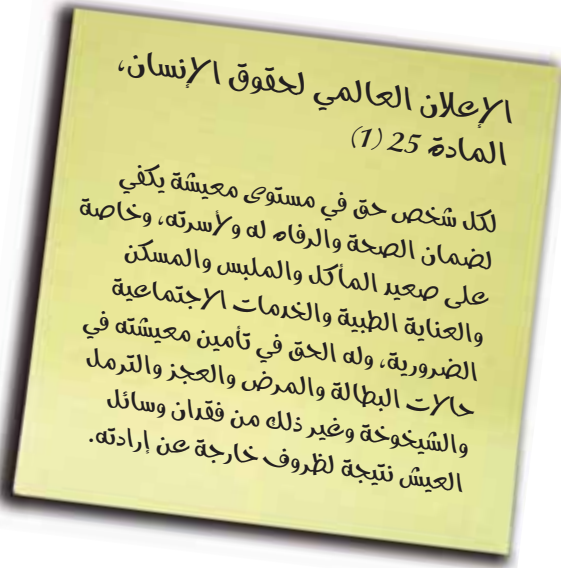 الإعلان العالمي لحقوق الإنسان،
المادة 25 (1)
لكل شخص حق في مستوى معيشة يكفي
لضمان الصحة والرفاه له ولأسرته، وخاصة
على صعيد المأكل والملبس والمسكن
والعناية الطبية والخدمات الاجتماعية
الضرورية، وله الحق في تأمين معيشته في
حالات البطالة والمرض والعجز والترمل
والشيخوخة وغير ذلك من فقدان وسائل
العيش نتيجة لظروف خارجة عن إرادته.